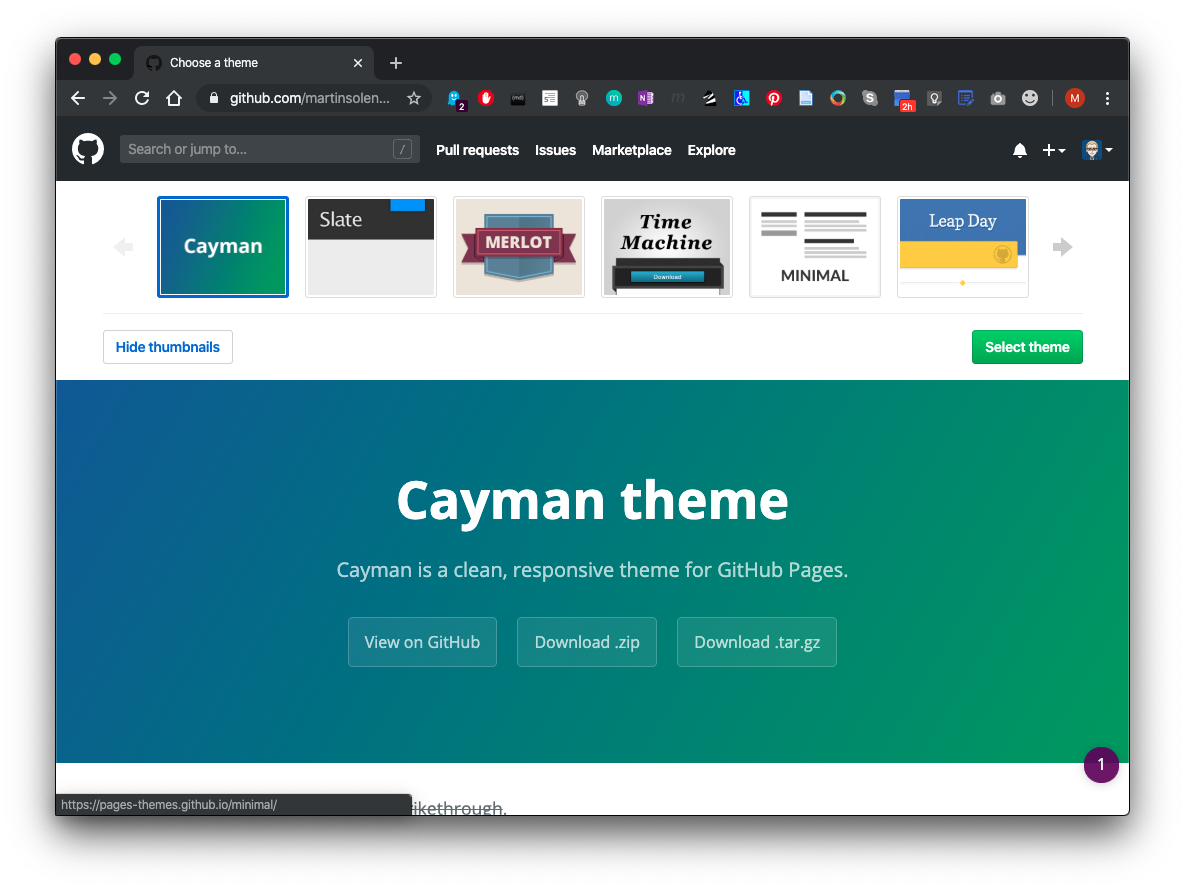 Choose a theme
github.com/martinsolen...
2
2h
M
Search or jump to...
/
Pull requests
Issues
Marketplace
Explore
Cayman
Slate
MERLOT
Time
Machine
Download
MINIMAL
Leap Day
Hide thumbnails
Select theme
Cayman theme
Cayman is a clean, responsive theme for GitHub Pages.
View on GitHub
Download .zip
Download .tar.gz
1
https://pages-themes.github.io/minimal/
ikethrough.